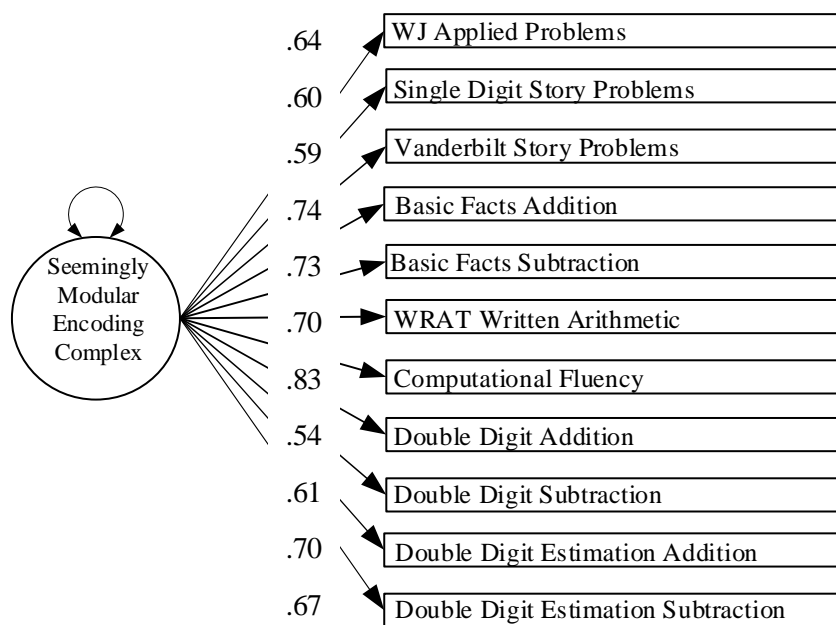 .64
WJ Applied Problems
.60
Single Digit Story Problems
.59
Vanderbilt Story Problems
.74
Basic Facts Addition
Seemingly
Modular
Encoding
Complex
.73
Basic Facts Subtraction
.70
WRAT Written Arithmetic
.83
Computational Fluency
.54
Double Digit Addition
.61
Double Digit Subtraction
.70
Double Digit Estimation Addition
.67
Double Digit Estimation Subtraction